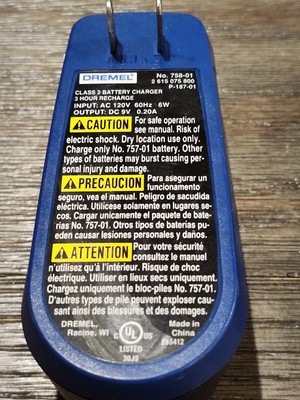 DREMEL
No. 758-01
2 615 075 800
P-187-01
CLASS 2 BATTERY CHARGER
3 HOUR RECHARGE
INPUT: AC 120V 60Hz 6W
OUTPUT: DC 9V 0.20A
CAUTION For safe operation
see manual. Risk of
electric shock. Dry location use only.
Charge only No. 757-01 battery. Other
types of batteries may burst causing per-
sonal injury and damage.
PRECAUCION Para asegurar un
funcionamiento
seguro, vea el manual. Peligro de sacudida
eléctrica. Utilicese solamente en lugares se-
cos. Cargar unicamente el paquete de bate-
rias No. 757-01. Otros tipos de baterias pu-
eden causar lesiones personales y daños.
ATTENTION Pour votre sécurité
consultez le manuel
n'utilisez qu'à l'intérieur. Risque de choc
électrique. Utiliser en lieux secs uniquement.
Chargez uniquement le bloc-piles No. 757-01.
D'autres types de pile peuvent exploser cau-
sant ainsi des blessures et des domages.
DREMEL,
Racine, WI
UL
LISTED
30J9
Made in
China
E55412